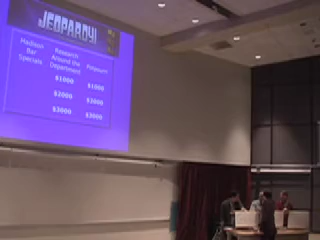 JEOPARDY!
Madison Research
Bar Around the Potpourri
Specials Department
$1000 $1000
$2000 $2000
$3000 $3000